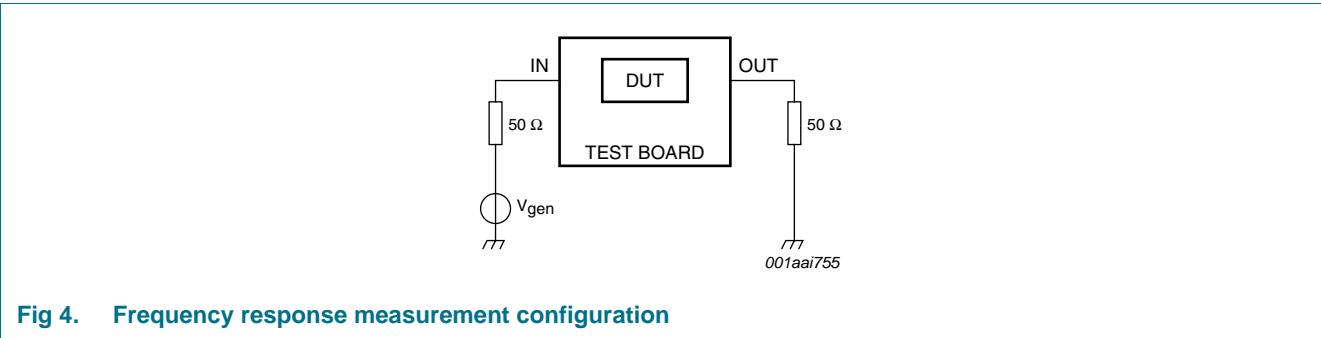 IN
OUT
DUT
50 Ω
50 Ω
TEST BOARD
Vgen
001aai755
Fig 4. Frequency response measurement configuration